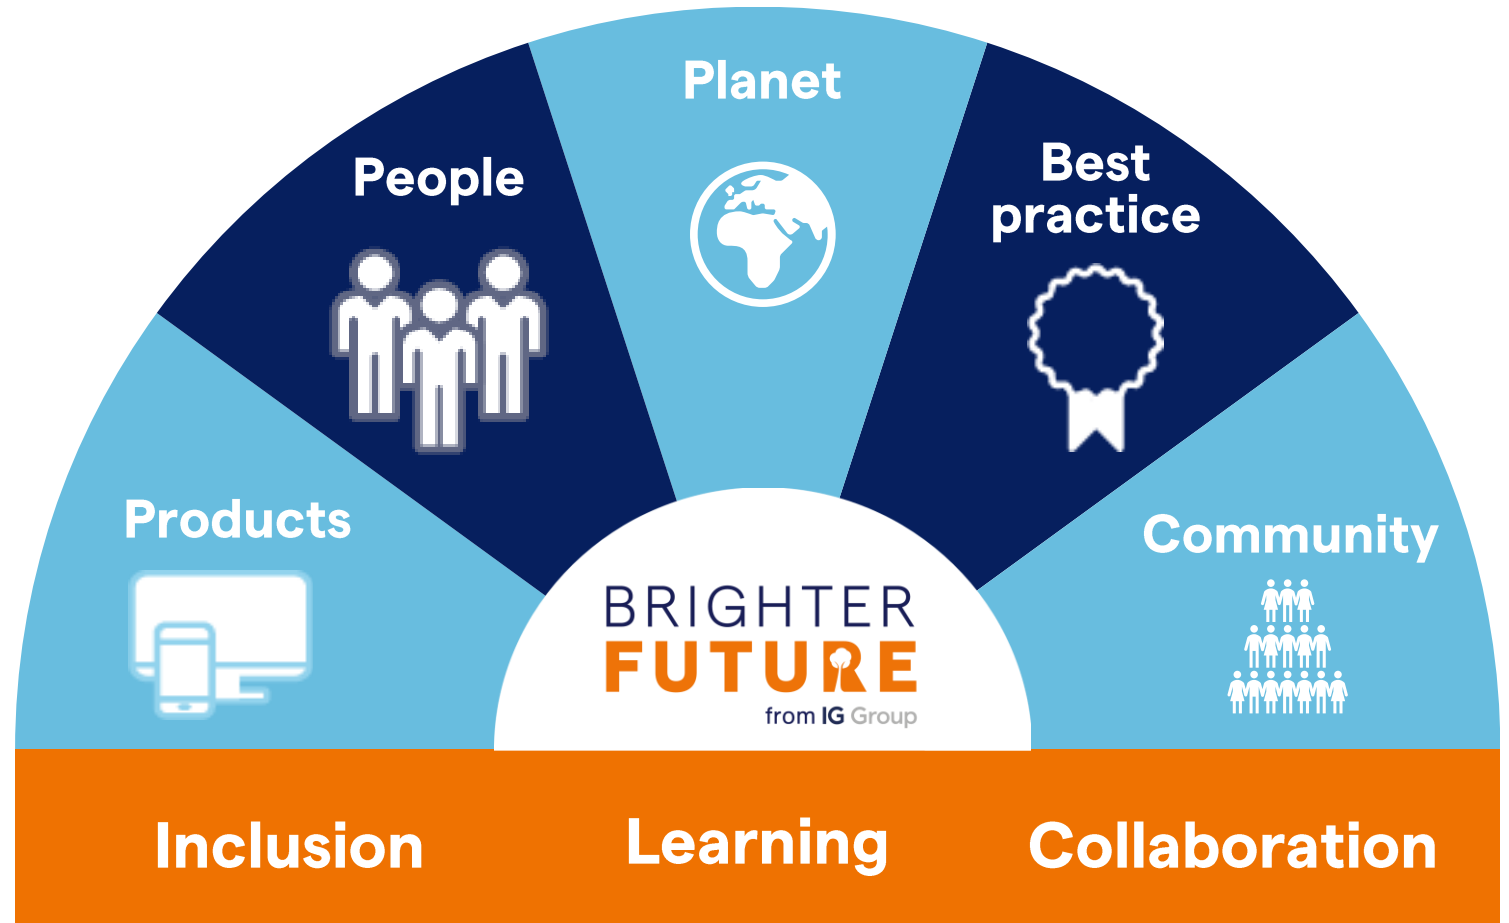 Planet
People
Best
practice
Products
Community
BRIGHTER
FUTURE
from IG Group
Inclusion
Learning
Collaboration